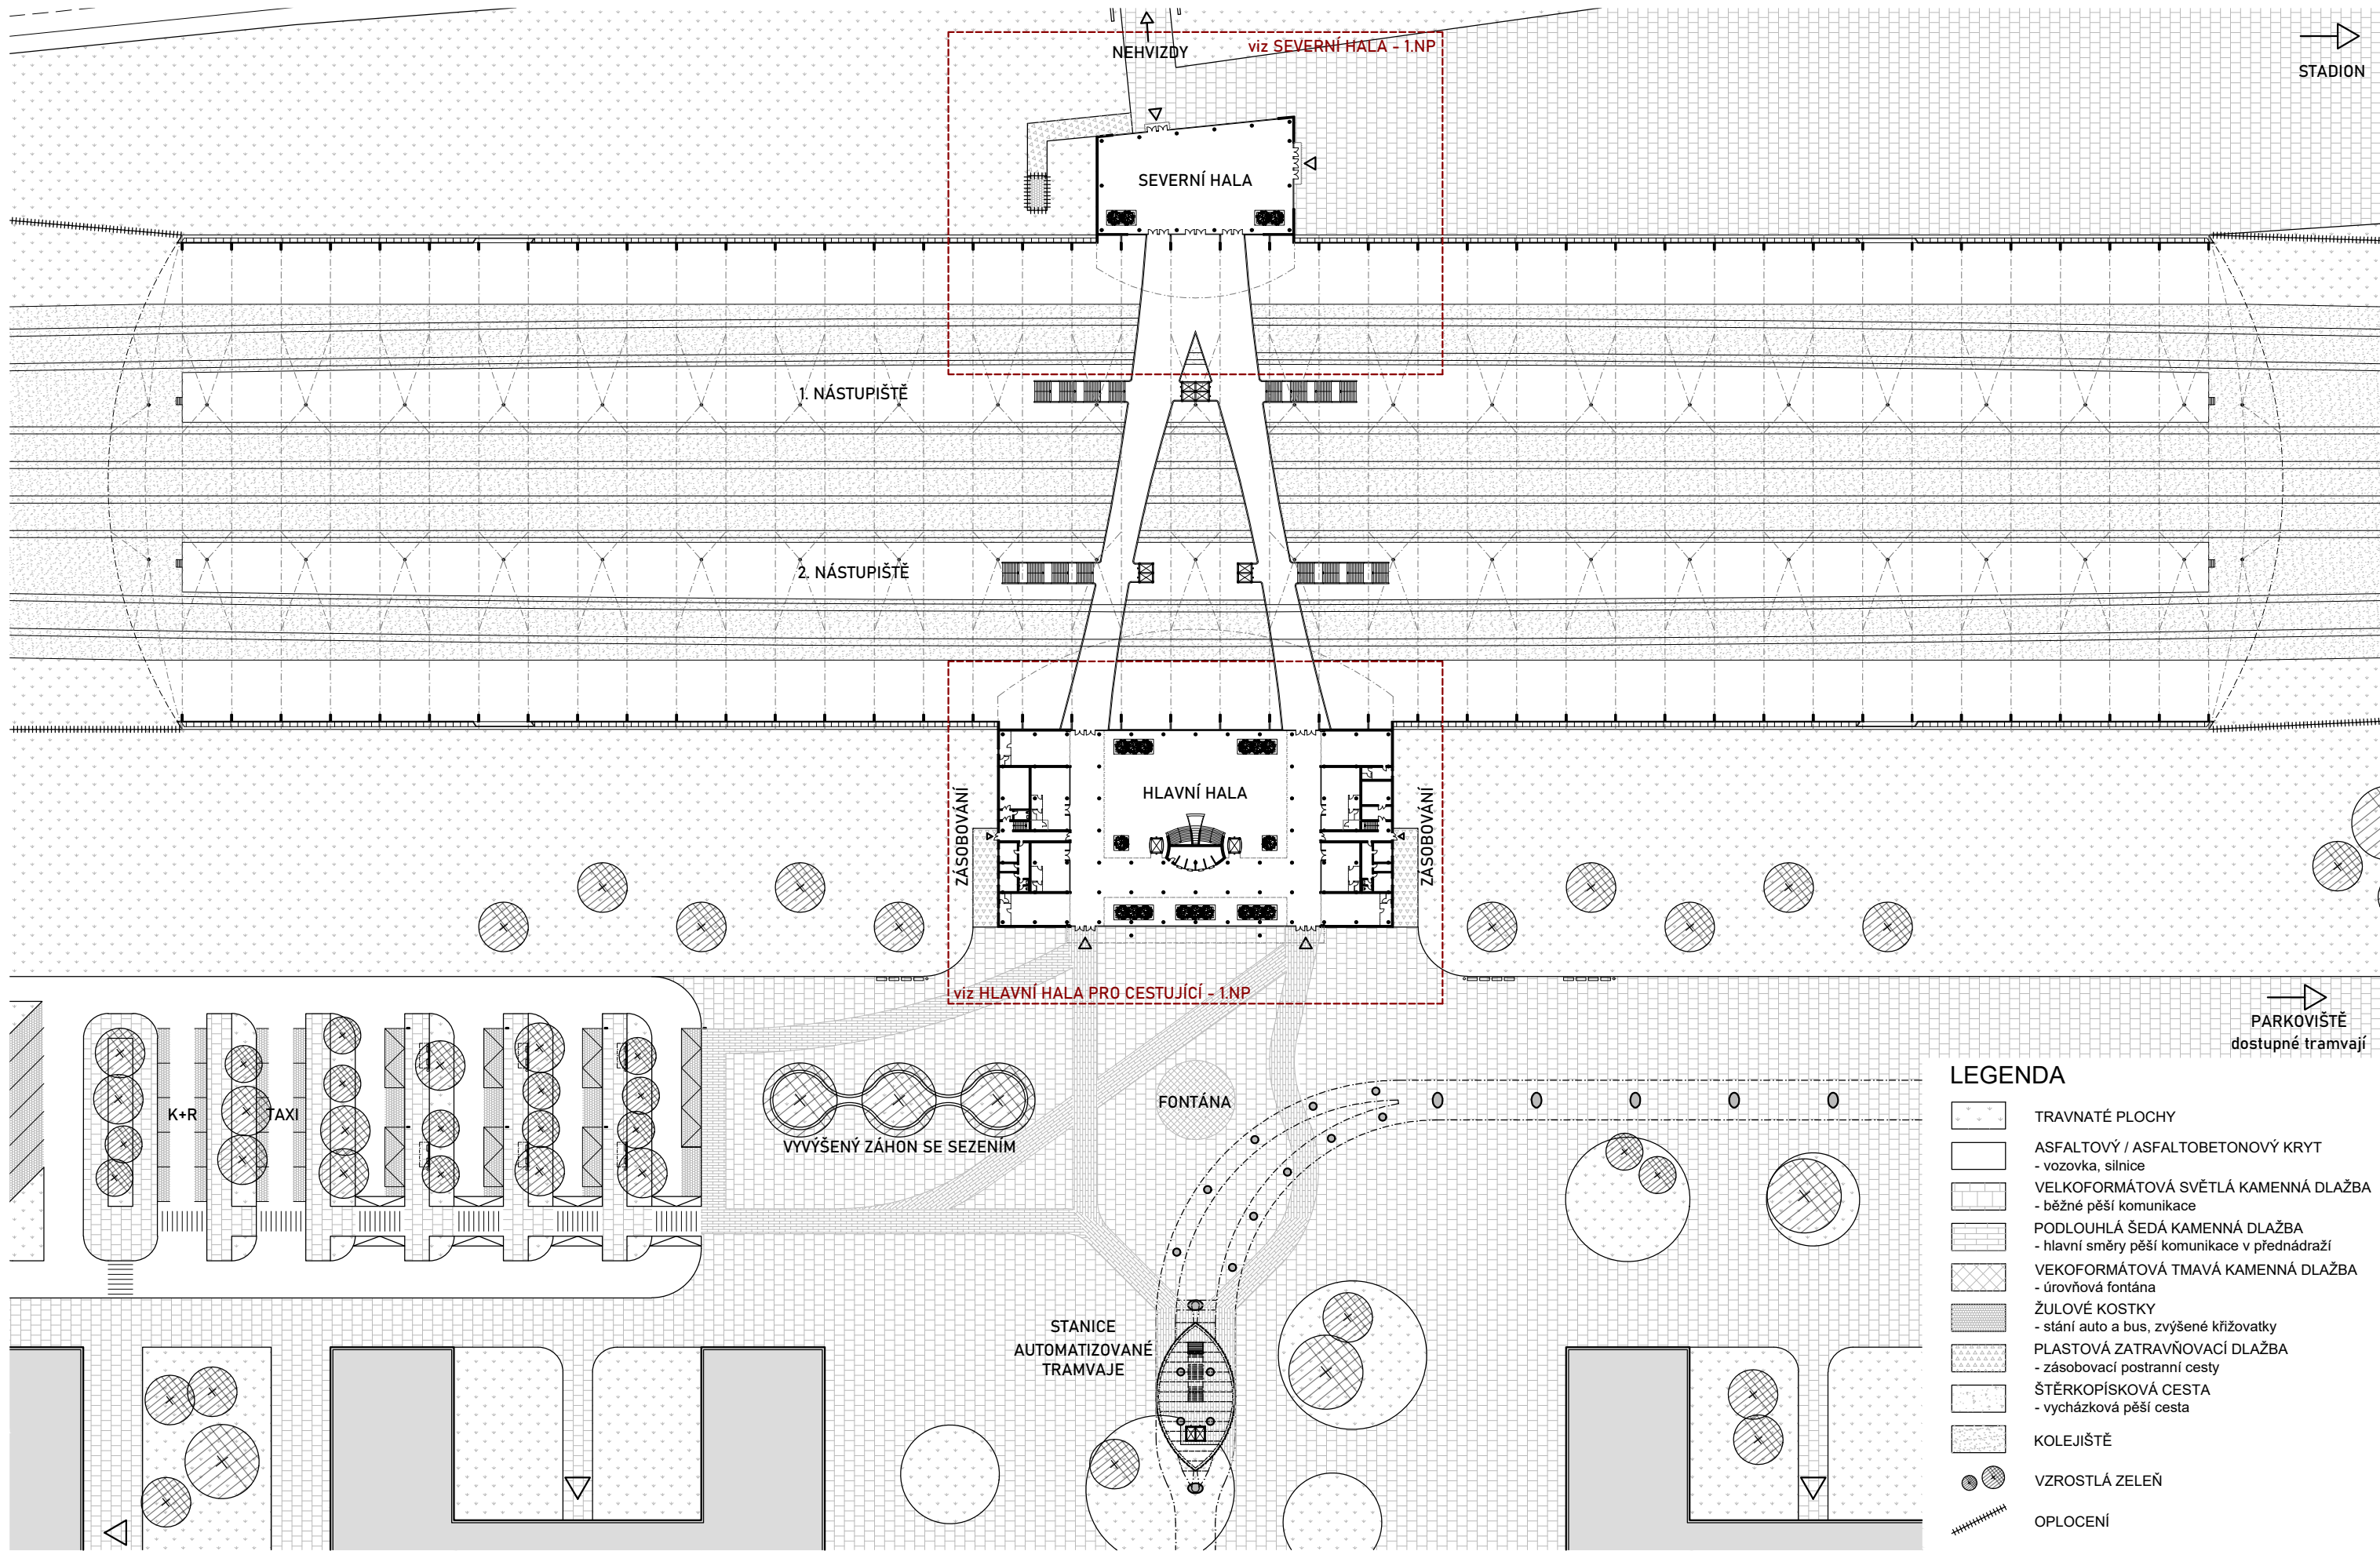 NEHVIZDY
viz SEVERNÍ HALA - 1.NP
STADION
SEVERNÍ HALA
1. NÁSTUPIŠTĚ
2. NÁSTUPIŠTĚ
ZÁSOBOVÁNÍ
HLAVNÍ HALA
ZÁSOBOVÁNÍ
viz HLAVNÍ HALA PRO CESTUJÍCÍ - 1.NP
PARKOVIŠTĚ
dostupné tramvají
K+R
TAXI
FONTÁNA
VYVÝŠENÝ ZÁHON SE SEZENÍM
STANICE
AUTOMATIZOVANÉ
TRAMVAJE
LEGENDA
TRAVNATÉ PLOCHY
ASFALTOVÝ / ASFALTOBETONOVÝ KRYT
- vozovka, silnice
VELKOFORMÁTOVÁ SVĚTLÁ KAMENNÁ DLAŽBA
- běžné pěší komunikace
PODLOUHLÁ ŠEDÁ KAMENNÁ DLAŽBA
- hlavní směry pěší komunikace v přednádraží
VEKOFORMÁTOVÁ TMAVÁ KAMENNÁ DLAŽBA
- úrovňová fontána
ŽULOVÉ KOSTKY
- stání auto a bus, zvýšené křižovatky
PLASTOVÁ ZATRAVŇOVACÍ DLAŽBA
- zásobovací postranní cesty
ŠTĚRKOPÍSKOVÁ CESTA
- vycházková pěší cesta
KOLEJIŠTĚ
VZROSTLÁ ZELEŇ
OPLOCENÍ